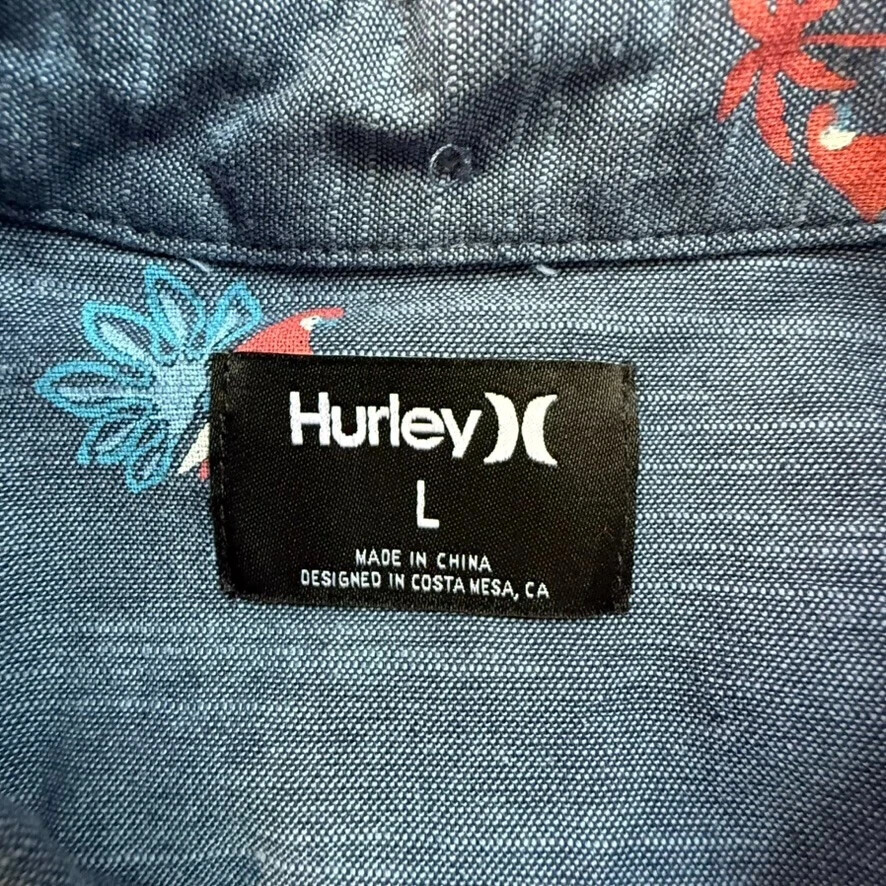 Hurley
L
MADE IN CHINA
DESIGNED IN COSTA MESA, CA